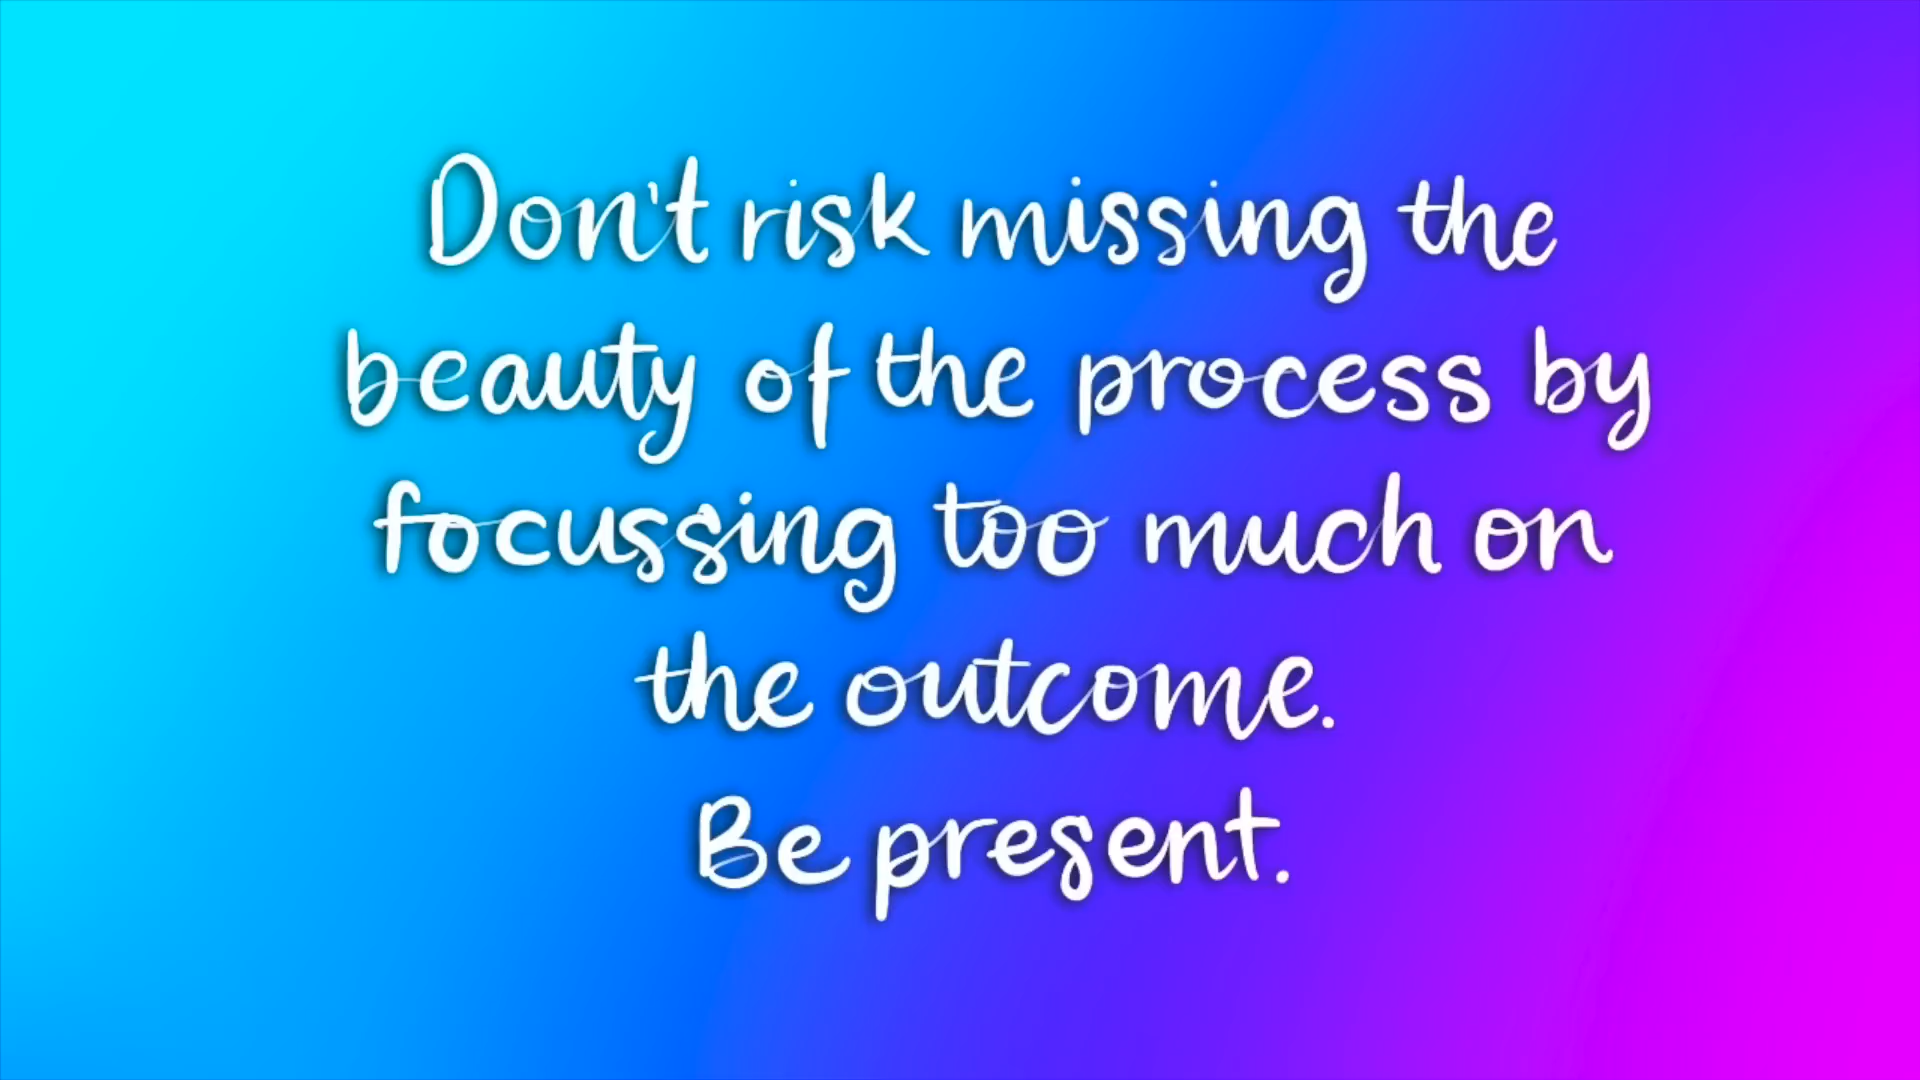 Don't risk missing the
beauty of the process by
focussing too much on
the outcome.
Be present.